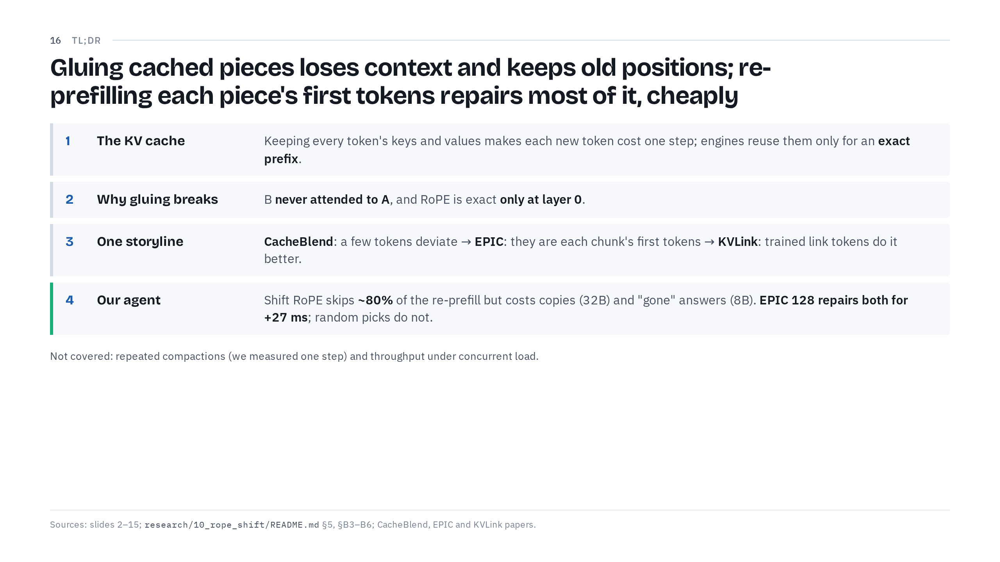 16 TL;DR
Gluing cached pieces loses context and keeps old positions; re-
prefilling each piece's first tokens repairs most of it, cheaply
1 The KV cache Keeping every token's keys and values makes each new token cost one step; engines reuse them only for an exact
prefix.
2 Why gluing breaks B never attended to A, and RoPE is exact only at layer 0.
3 One storyline CacheBlend: a few tokens deviate → EPIC: they are each chunk's first tokens → KVLink: trained link tokens do it
better.
4 Our agent Shift RoPE skips ~80% of the re-prefill but costs copies (32B) and "gone" answers (8B). EPIC 128 repairs both for
+27 ms; random picks do not.
Not covered: repeated compactions (we measured one step) and throughput under concurrent load.
Sources: slides 2–15; research/10_rope_shift/README.md §5, §B3–B6; CacheBlend, EPIC and KVLink papers.